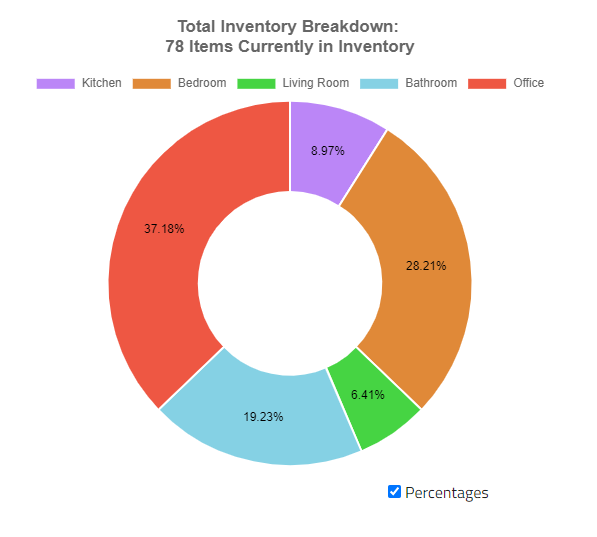 Total Inventory Breakdown:
78 Items Currently in Inventory
Kitchen Bedroom Living Room Bathroom Office
8.97%
37.18%
28.21%
6.41%
19.23%
Percentages